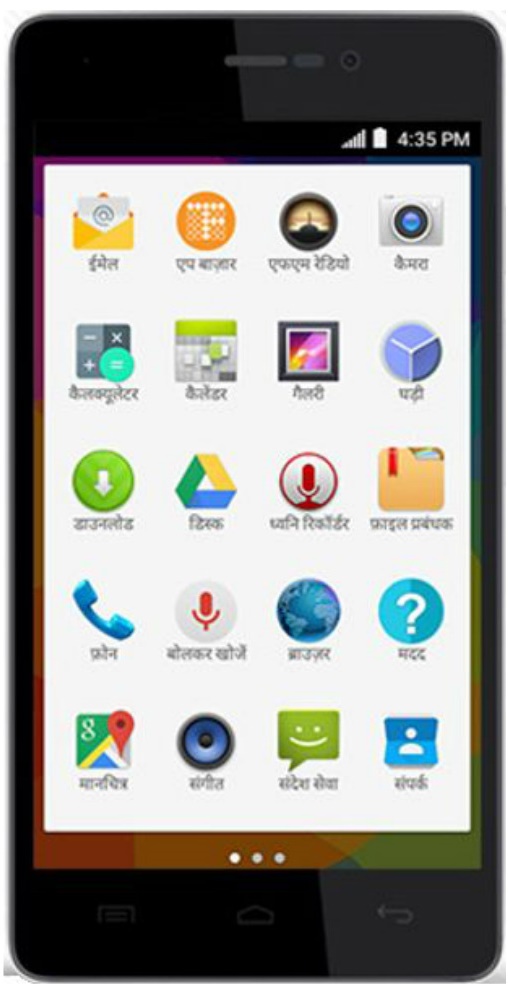 4:35 PM
ईमेल
एप बाज़ार
एफएम रेडियो
कैमरा
कैलक्यूलेटर
कैलेंडर
गैलरी
घड़ी
डाउनलोड
डिस्क
ध्वनि रिकॉर्डर
फ़ाइल प्रबंधक
फ़ोन
बोलकर खोजें
ब्राउज़र
मदद
मानचित्र
संगीत
संदेश सेवा
संपर्क